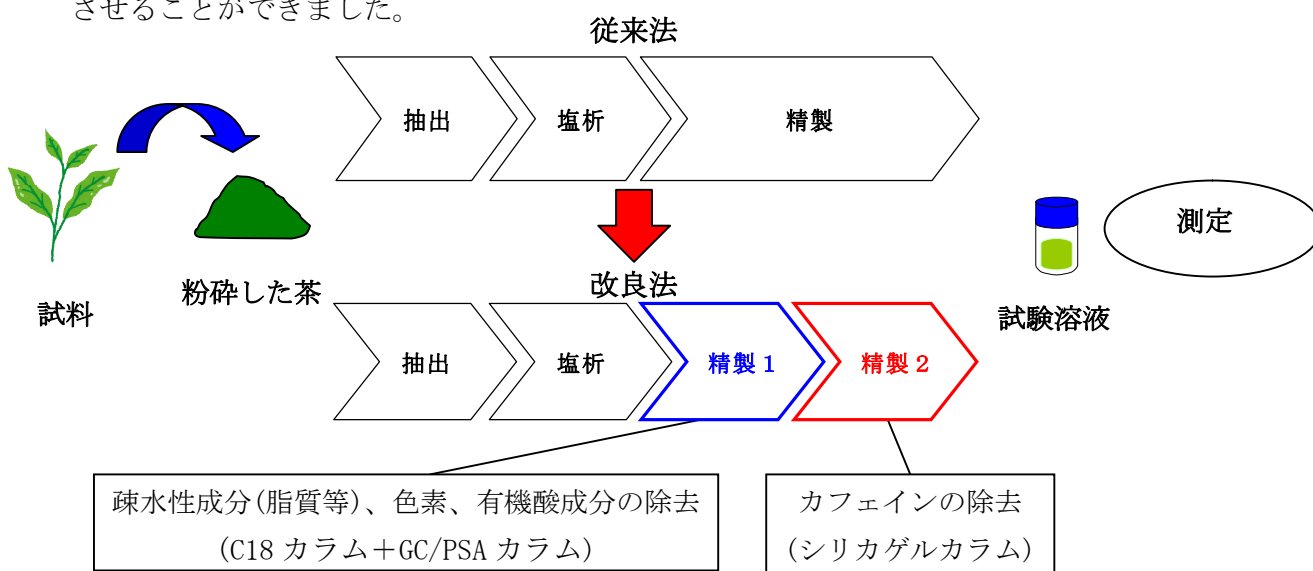 させることができました。
従来法
抽出
塩析
精製
測定
粉砕した茶
改良法
試料
試験溶液
抽出
塩析
精製１
精製２
疎水性成分(脂質等)、色素、有機酸成分の除去
(C18 カラム＋GC/PSA カラム)
カフェインの除去
(シリカゲルカラム)